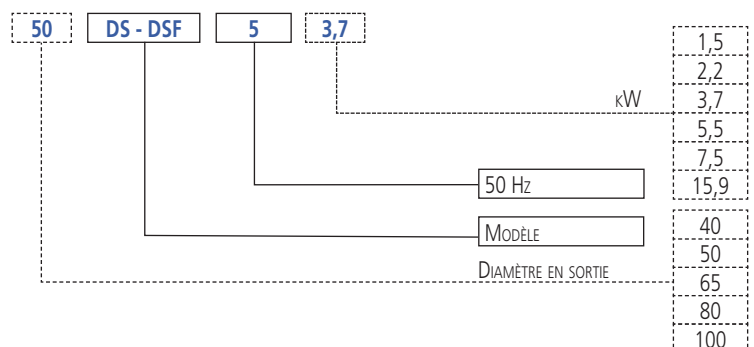 50 DS - DSF 5 3,7
1,5
2,2
KW 3,7
5,5
7,5
50 HZ 15,9
MODÈLE 40
50
DIAMÈTRE EN SORTIE 65
80
100